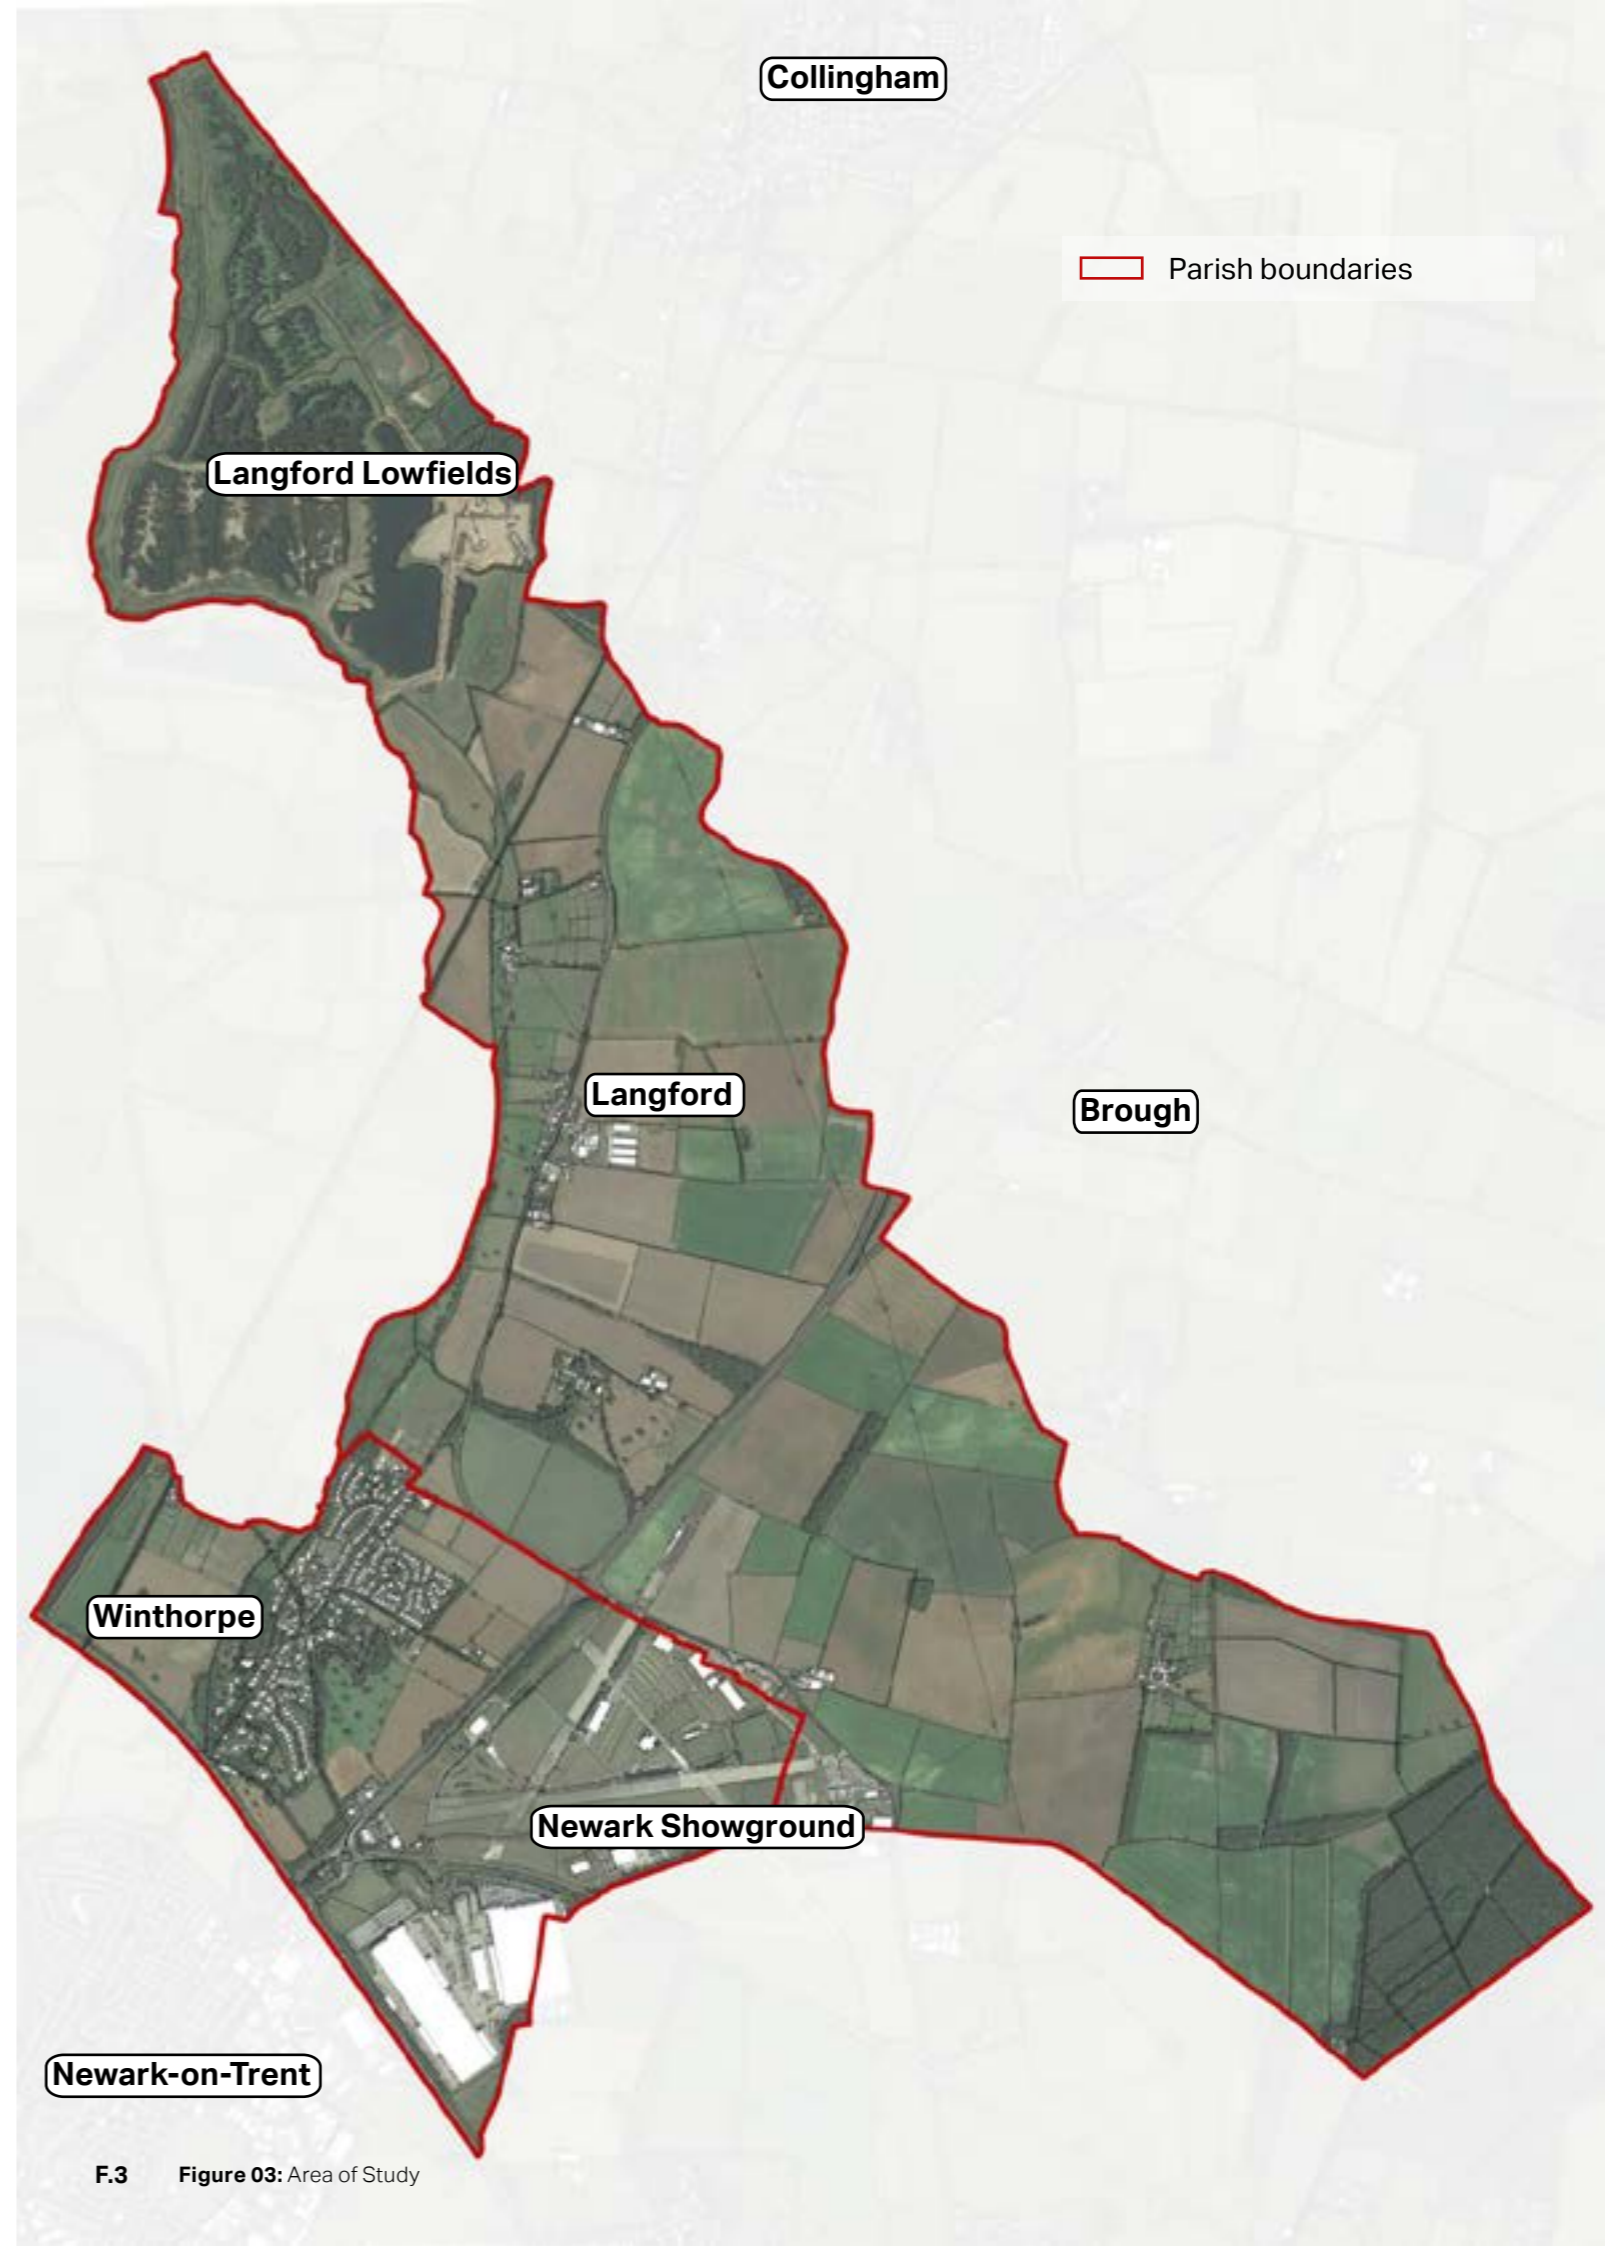 Collingham
Parish boundaries
Langford Lowfields
Langford
Brough
Winthorpe
Newark Showground
Newark-on-Trent
F.3 Figure 03: Area of Study